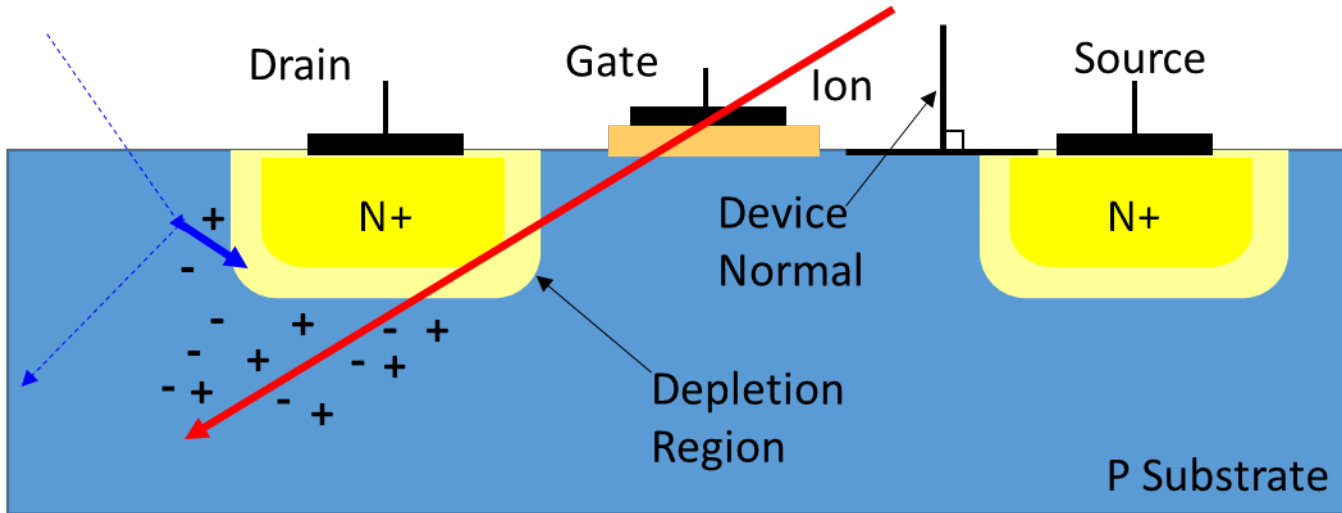 Drain
Gate
Ion
Source
N+
Device
Normal
N+
+
-
- + - +
- + - +
- + - +
Depletion
Region
P Substrate